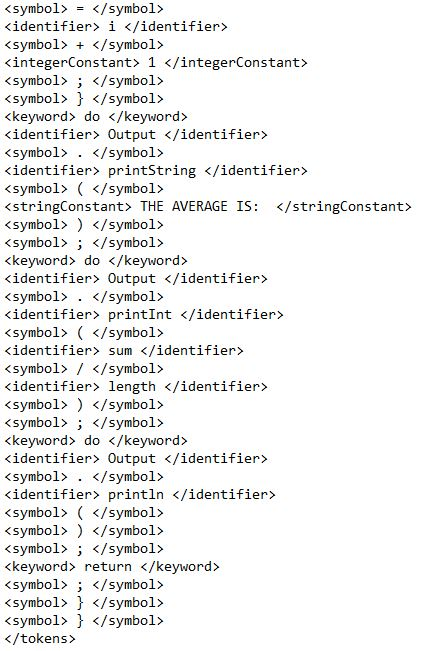 <symbol> = </symbol>
<identifier> i </identifier>
<symbol> + </symbol>
<integerConstant> 1 </integerConstant>
<symbol> ; </symbol>
<symbol> } </symbol>
<keyword> do </keyword>
<identifier> Output </identifier>
<symbol> . </symbol>
<identifier> printString </identifier>
<symbol> ( </symbol>
<stringConstant> THE AVERAGE IS:  </stringConstant>
<symbol> ) </symbol>
<symbol> ; </symbol>
<keyword> do </keyword>
<identifier> Output </identifier>
<symbol> . </symbol>
<identifier> printInt </identifier>
<symbol> ( </symbol>
<identifier> sum </identifier>
<symbol> / </symbol>
<identifier> length </identifier>
<symbol> ) </symbol>
<symbol> ; </symbol>
<keyword> do </keyword>
<identifier> Output </identifier>
<symbol> . </symbol>
<identifier> println </identifier>
<symbol> ( </symbol>
<symbol> ) </symbol>
<symbol> ; </symbol>
<keyword> return </keyword>
<symbol> ; </symbol>
<symbol> } </symbol>
<symbol> } </symbol>
</tokens>